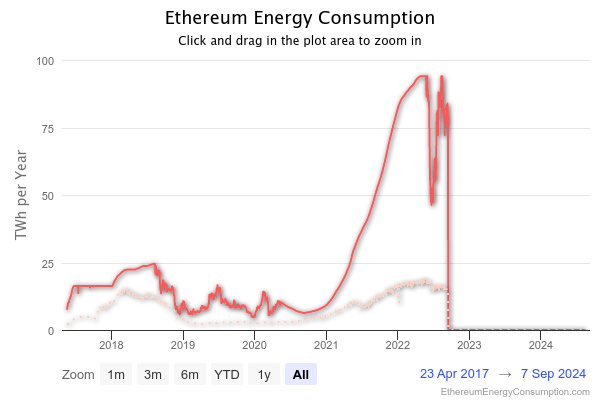 Ethereum Energy Consumption
Click and drag in the plot area to zoom in
TWh per Year
100
75
50
25
0
2018 2019 2020 2021 2022 2023 2024
Zoom 1m 3m 6m YTD 1y All 23 Apr 2017 → 7 Sep 2024
EthereumEnergyConsumption.com